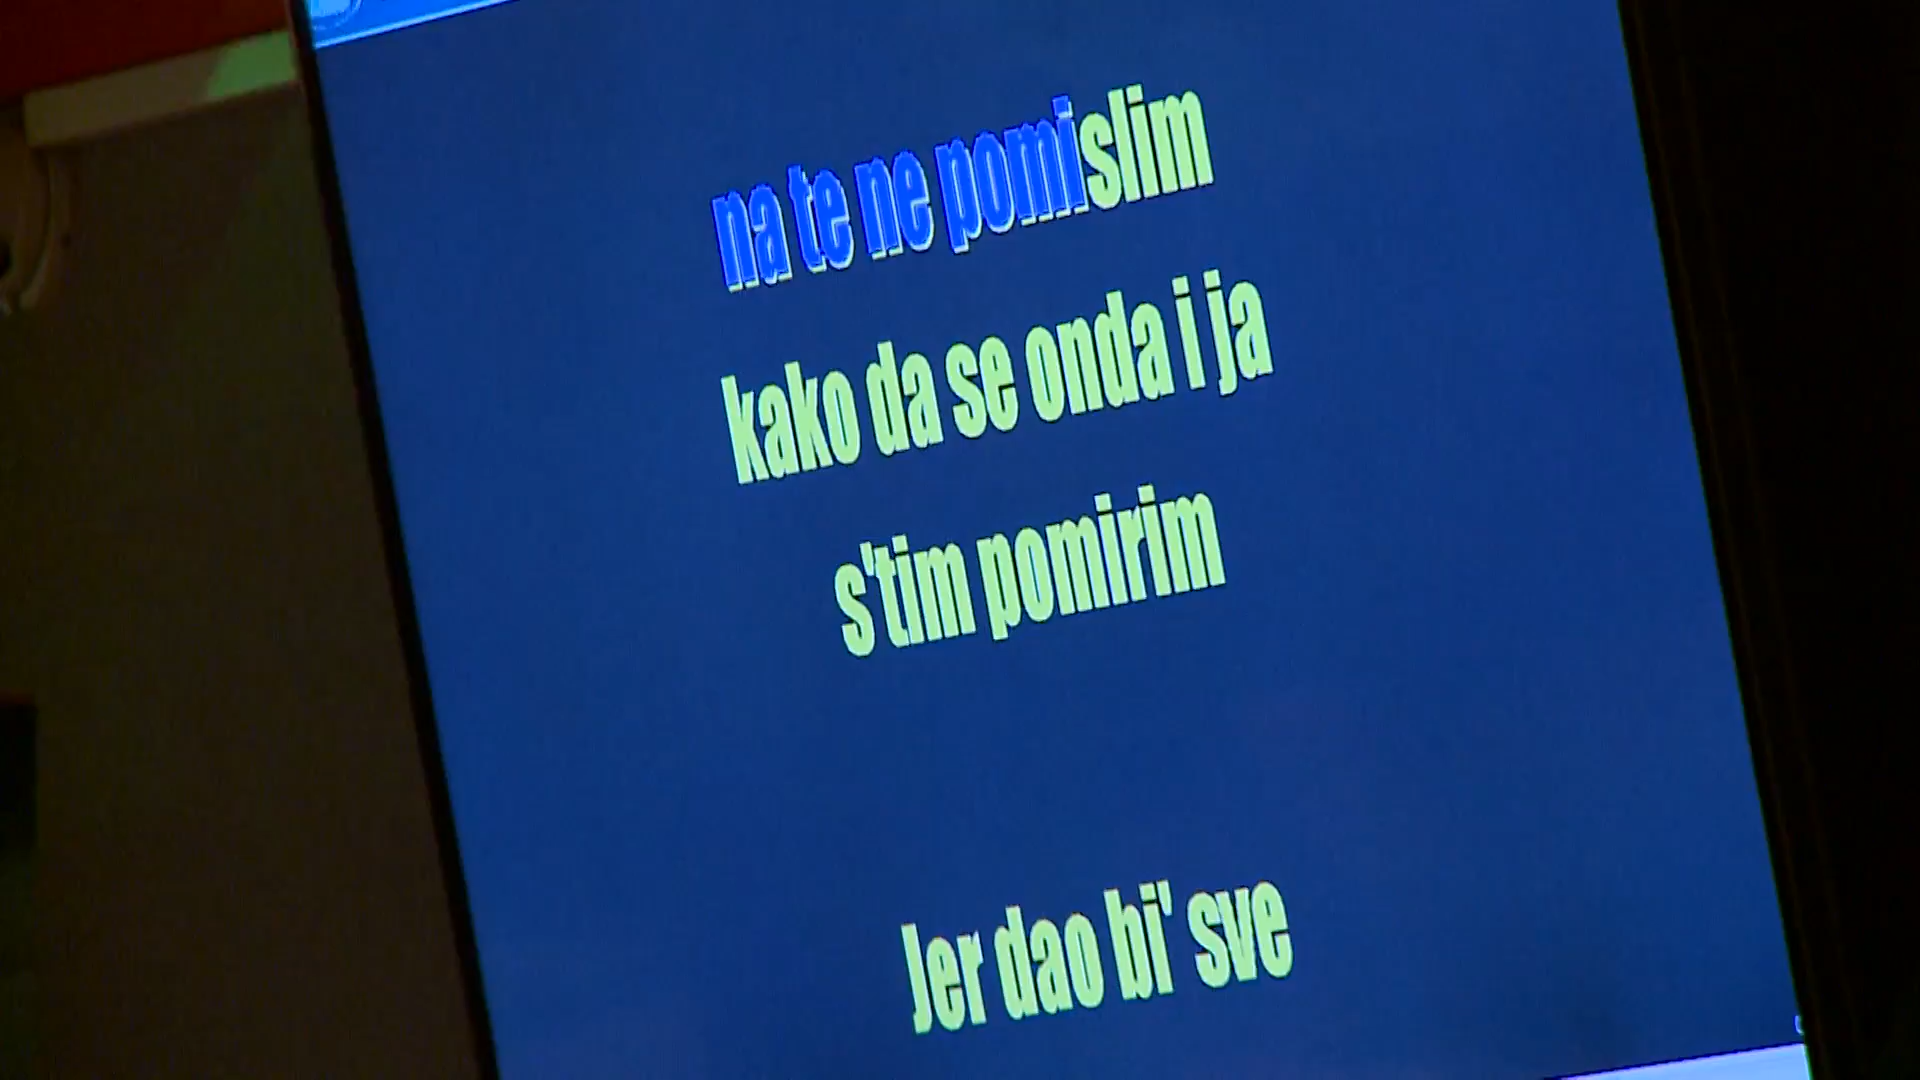 na te ne pomislim
kako da se onda i ja
s'tim pomirim
Jer dao bi' sve